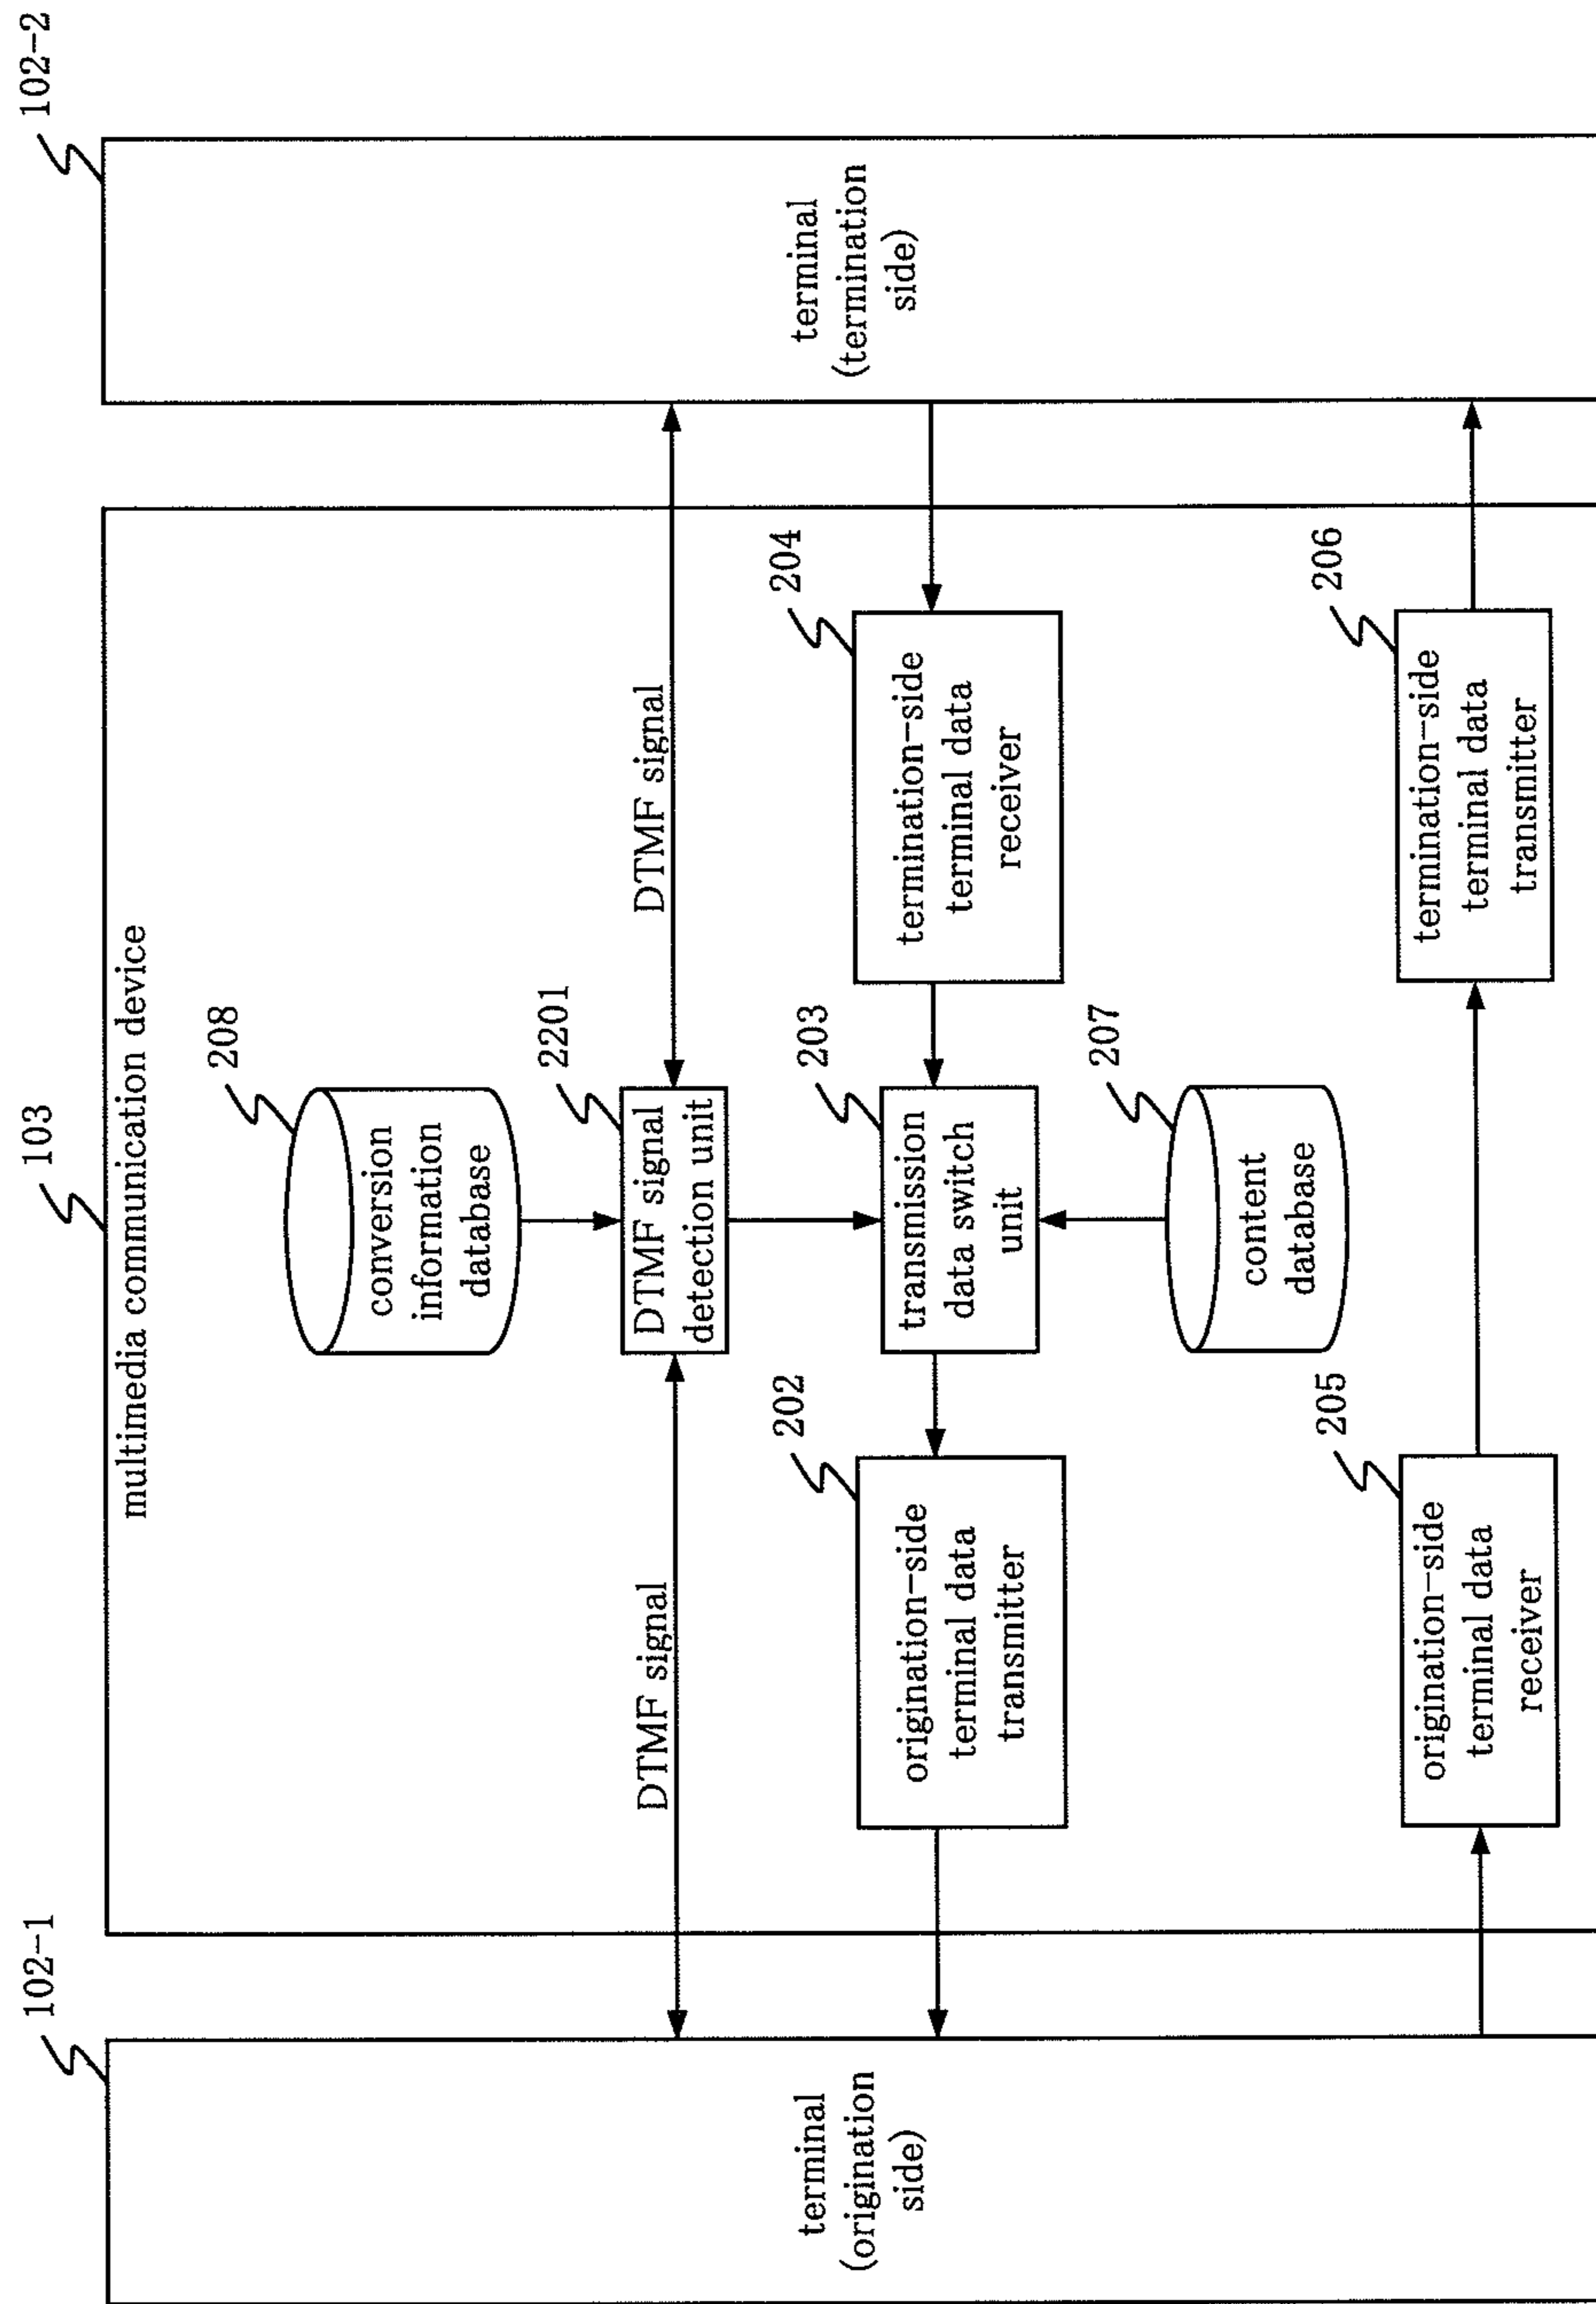 102-1
103
102-2
terminal
(origination
side)
multimedia communication device
terminal
(termination
side)
208
conversion
information
database
2201
DTMF signal
detection unit
DTMF signal
DTMF signal
202
origination-side
terminal data
transmitter
203
transmission
data switch
unit
204
termination-side
terminal data
receiver
207
content
database
205
origination-side
terminal data
receiver
206
termination-side
terminal data
transmitter